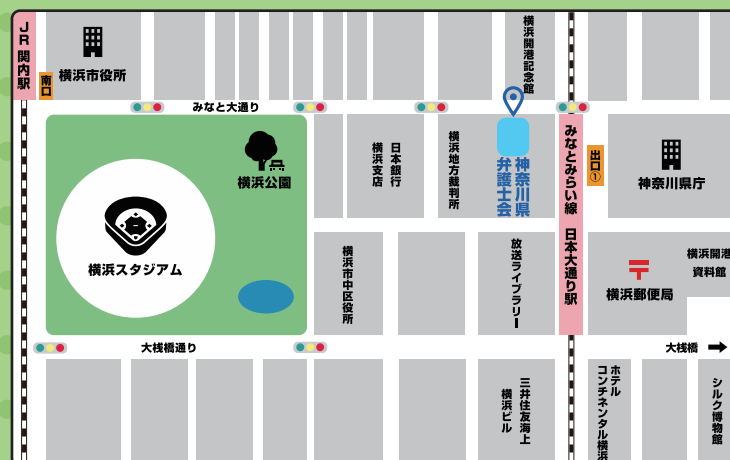 JR関内駅
南口
横浜市役所
横浜開港記念館
みなと大通り
横浜公園
横浜スタジアム
横浜支店
日本銀行
横浜地方裁判所
神奈川県
弁護士会
みなとみらい線 日本大通り駅
出口①
神奈川県庁
横浜市中区役所
放送ライブラリー
横浜郵便局
横浜開港
資料館
大桟橋通り
大桟橋
三井住友海上
横浜ビル
ホテル
コンチネンタル横浜
シルク博物館